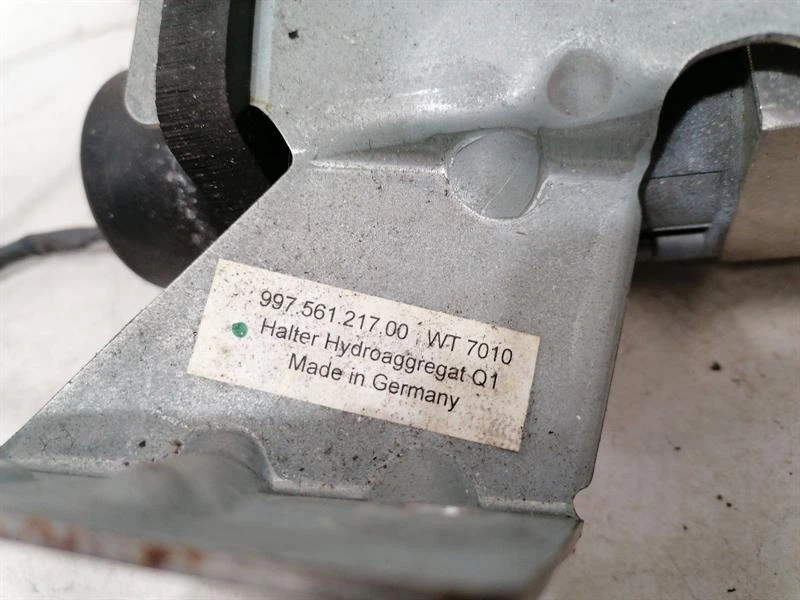 997.561.217.00 WT 7010
Halter Hydroaggregat Q1
Made in Germany